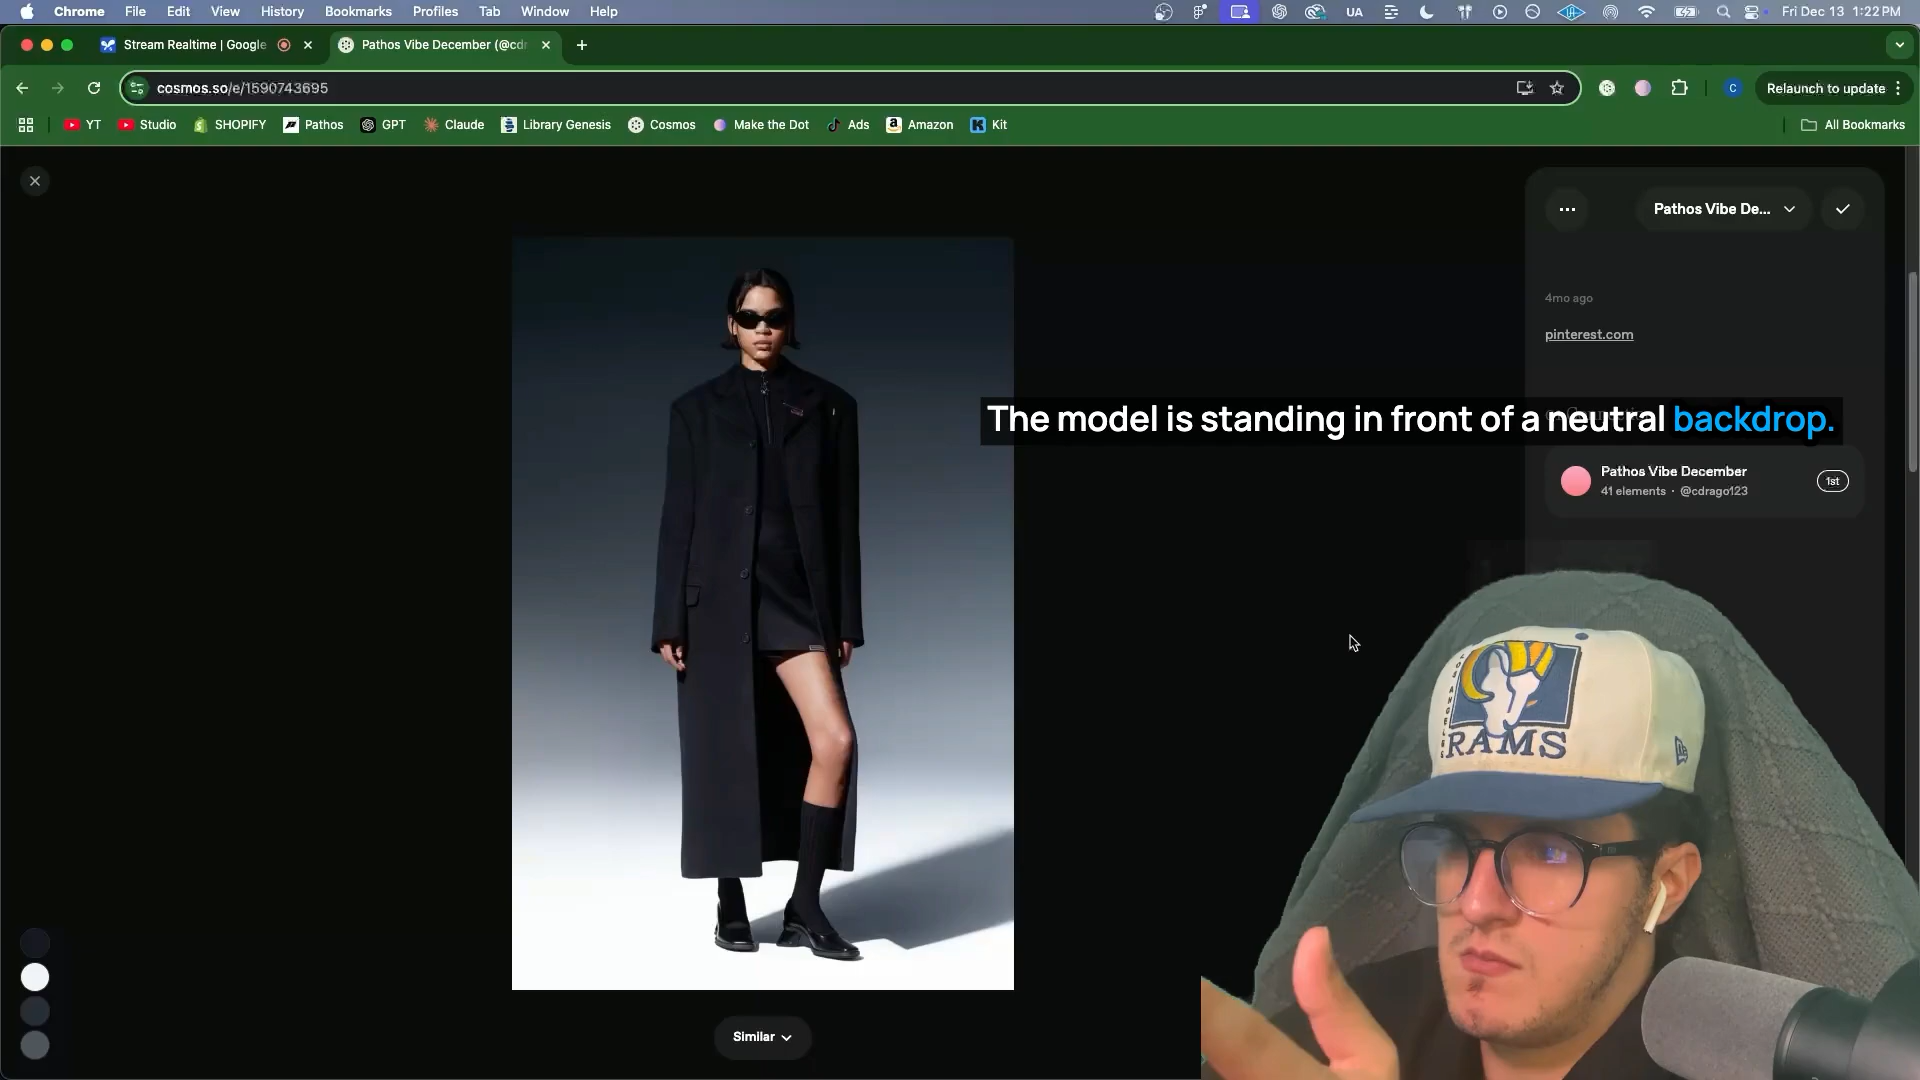 Chrome File Edit View History Bookmarks Profiles Tab Window Help
UA
Fri Dec 13 1:22 PM
Stream Realtime | Google
Pathos Vibe December (@cdr
cosmos.so/e/1590743695
C
Relaunch to update
YT Studio SHOPIFY Pathos GPT Claude Library Genesis Cosmos Make the Dot Ads Amazon Kit
All Bookmarks
Pathos Vibe De...
4mo ago
pinterest.com
The model is standing in front of a neutral backdrop.
Pathos Vibe December
41 elements · @cdrago123
1st
LOS ANGELES
RAMS
Similar